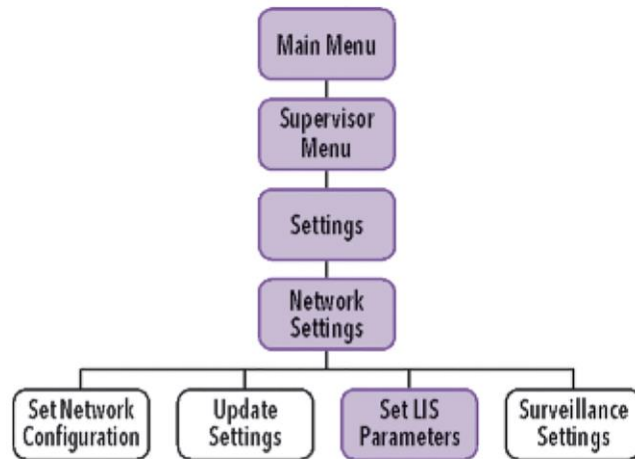 Main Menu
Supervisor
Menu
Settings
Network
Settings
Set Network
Configuration
Update
Settings
Set LIS
Parameters
Surveillance
Settings